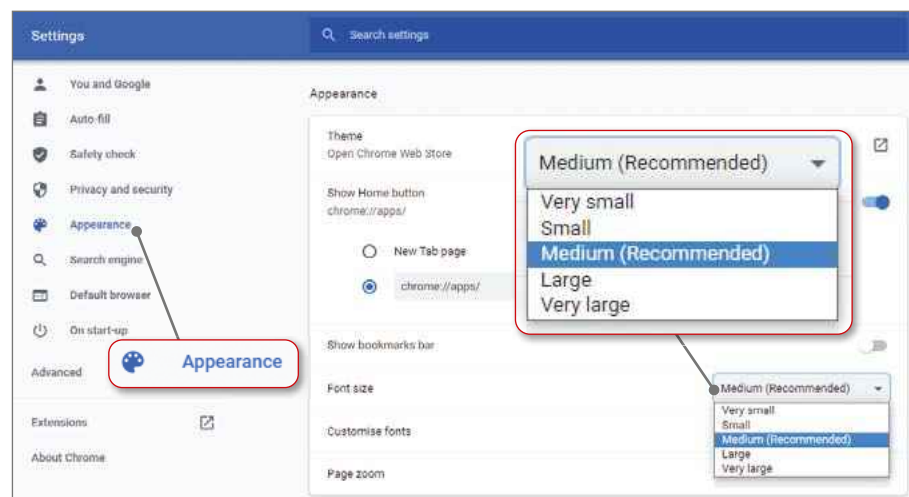 Settings
Search settings
You and Google
Auto-fill
Safety check
Privacy and security
Appearance
Search engine
Default browser
On start-up
Advanced
Extensions
About Chrome
Appearance
Appearance
Theme
Open Chrome Web Store
Show Home button
chrome://apps/
New Tab page
chrome://apps/
Show bookmarks bar
Font size
Customise fonts
Page zoom
Medium (Recommended)
Very small
Small
Medium (Recommended)
Large
Very large
Medium (Recommended)
Very small
Small
Medium (Recommended)
Large
Very large